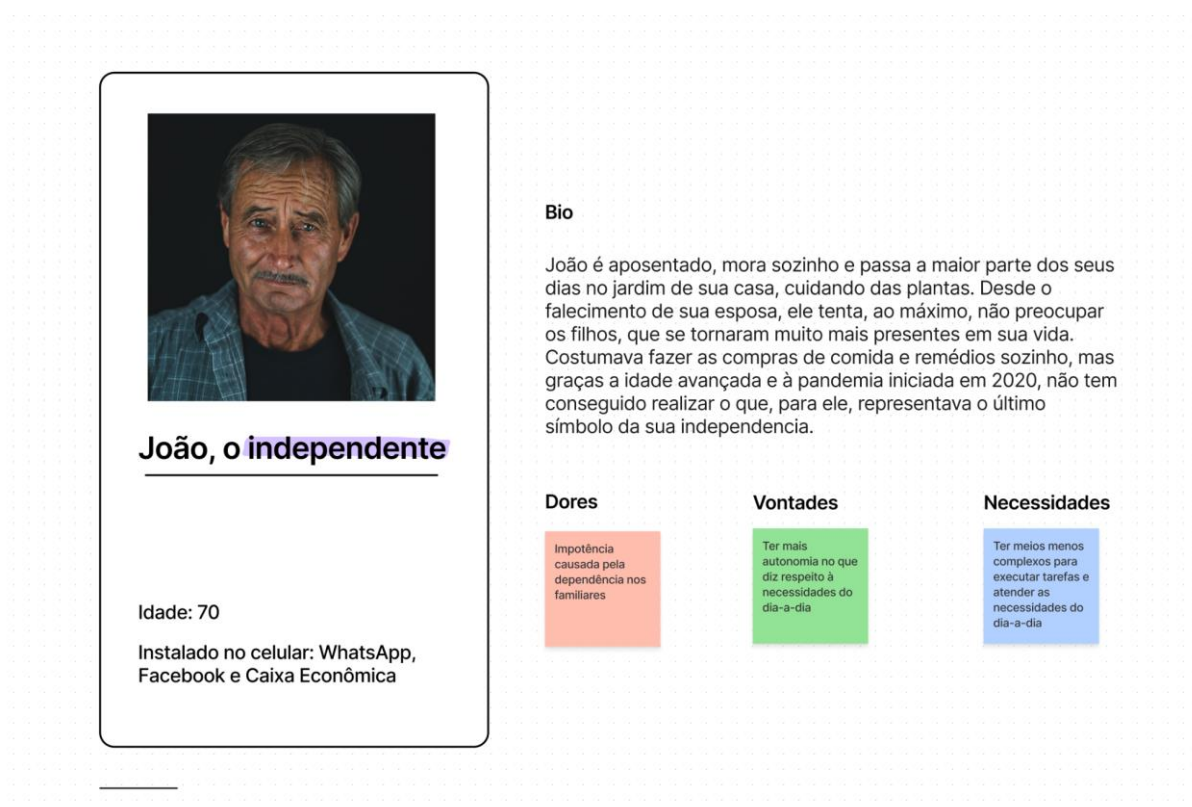 João, o independente
Idade: 70
Instalado no celular: WhatsApp,
Facebook e Caixa Econômica
Bio
João é aposentado, mora sozinho e passa a maior parte dos seus
dias no jardim de sua casa, cuidando das plantas. Desde o
falecimento de sua esposa, ele tenta, ao máximo, não preocupar
os filhos, que se tornaram muito mais presentes em sua vida.
Costumava fazer as compras de comida e remédios sozinho, mas
graças a idade avançada e à pandemia iniciada em 2020, não tem
conseguido realizar o que, para ele, representava o último
símbolo da sua independencia.
Dores
Impotência
causada pela
dependência nos
familiares
Vontades
Ter mais
autonomia no que
diz respeito à
necessidades do
dia-a-dia
Necessidades
Ter meios menos
complexos para
executar tarefas e
atender as
necessidades do
dia-a-dia